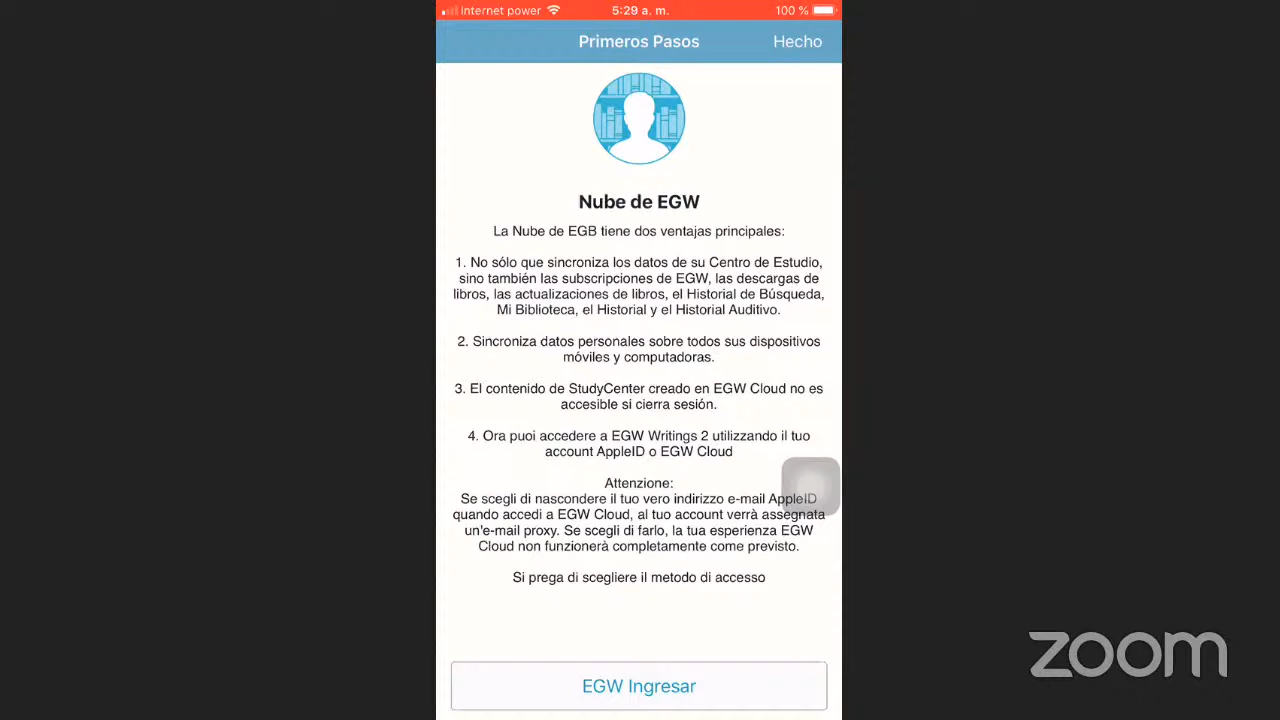 Internet power
5:29 a. m.
100 %
Primeros Pasos
Hecho
Nube de EGW
La Nube de EGB tiene dos ventajas principales:
1. No sólo que sincroniza los datos de su Centro de Estudio,
sino también las subscripciones de EGW, las descargas de
libros, las actualizaciones de libros, el Historial de Búsqueda,
Mi Biblioteca, el Historial y el Historial Auditivo.
2. Sincroniza datos personales sobre todos sus dispositivos
móviles y computadoras.
3. El contenido de StudyCenter creado en EGW Cloud no es
accesible si cierra sesión.
4. Ora puoi accedere a EGW Writings 2 utilizzando il tuo
account AppleID o EGW Cloud
Attenzione:
Se scegli di nascondere il tuo vero indirizzo e-mail AppleID
quando accedi a EGW Cloud, al tuo account verrà assegnata
un'e-mail proxy. Se scegli di farlo, la tua esperienza EGW
Cloud non funzionerà completamente come previsto.
Si prega di scegliere il metodo di accesso
EGW Ingresar
zoom